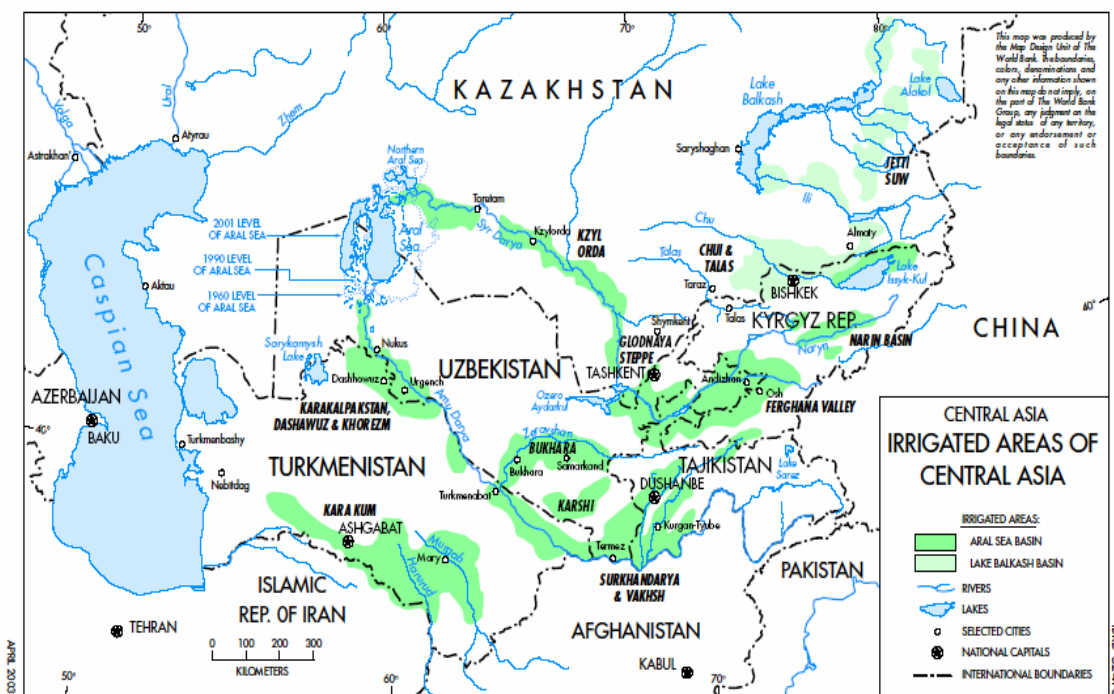 50°
60°
70°
80°
This map was produced by
the Map Design Unit of The
World Bank. The boundaries,
colors, denominations and
any other information shown
on this map do not imply, on
the part of The World Bank
Group, any judgment on the
legal status of any territory,
or any endorsement or
acceptance of such
boundaries.
KAZAKHSTAN
Lake
Balkash
Lake
Alakol
Volga
Ural
Zhem
Atyrau
Astrakhan'
Saryshaghan
Northern
Aral Sea
JETTI
SUW
Ili
Toretam
2001 LEVEL
OF ARAL SEA
Aral
Sea
Syr Darya
Kzylorda
KZYL
ORDA
Chu
Almaty
1990 LEVEL
OF ARAL SEA
Talas
CHUI &
TALAS
Lake
Issyk-Kul
Caspian Sea
Aktau
1960 LEVEL
OF ARAL SEA
Taraz
BISHKEK
40°
Talas
KYRGYZ REP.
CHINA
Shymkent
GLODNAYA
STEPPE
Naryn
NARIN BASIN
Sarykamysh
Lake
Nukus
UZBEKISTAN
TASHKENT
Andizhan
Osh
Dashhowuz
Urgench
Ozero
Aydarkul
FERGHANA VALLEY
AZERBAIJAN
BAKU
KARAKALPAKSTAN,
DASHAWUZ & KHOREZM
Amu Darya
40°
Turkmenbashy
Zeravshan
BUKHARA
Bukhara
Samarkand
TAJIKISTAN
Lake
Sarez
TURKMENISTAN
Nebitdag
Turkmenabat
DUSHANBE
KARSHI
KARA KUM
ASHGABAT
Kurgan-Tyube
Murgab
Mary
Harirud
Termez
SURKHANDARYA
& VAKHSH
PAKISTAN
ISLAMIC
REP. OF IRAN
AFGHANISTAN
TEHRAN
0 100 200 300
KILOMETERS
KABUL
50°
60°
70°
APRIL 2003
CENTRAL ASIA
IRRIGATED AREAS OF
CENTRAL ASIA
IRRIGATED AREAS:
ARAL SEA BASIN
LAKE BALKASH BASIN
RIVERS
LAKES
SELECTED CITIES
NATIONAL CAPITALS
INTERNATIONAL BOUNDARIES